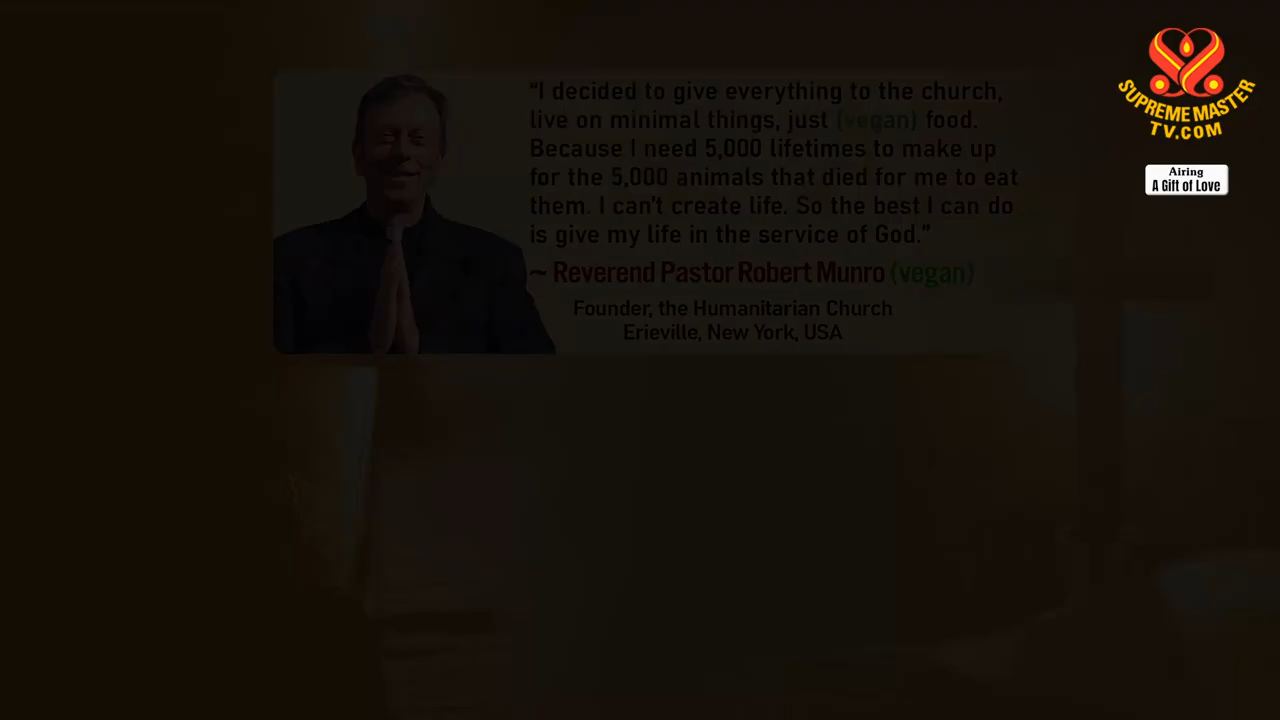 "I decided to give everything to the church,
live on minimal things, just (vegan) food.
Because I need 5,000 lifetimes to make up
for the 5,000 animals that died for me to eat
them. I can't create life. So the best I can do
is give my life in the service of God."
~ Reverend Pastor Robert Munro (vegan)
Founder, the Humanitarian Church
Erieville, New York, USA
SUPREME MASTER
TV.COM
Airing
A Gift of Love